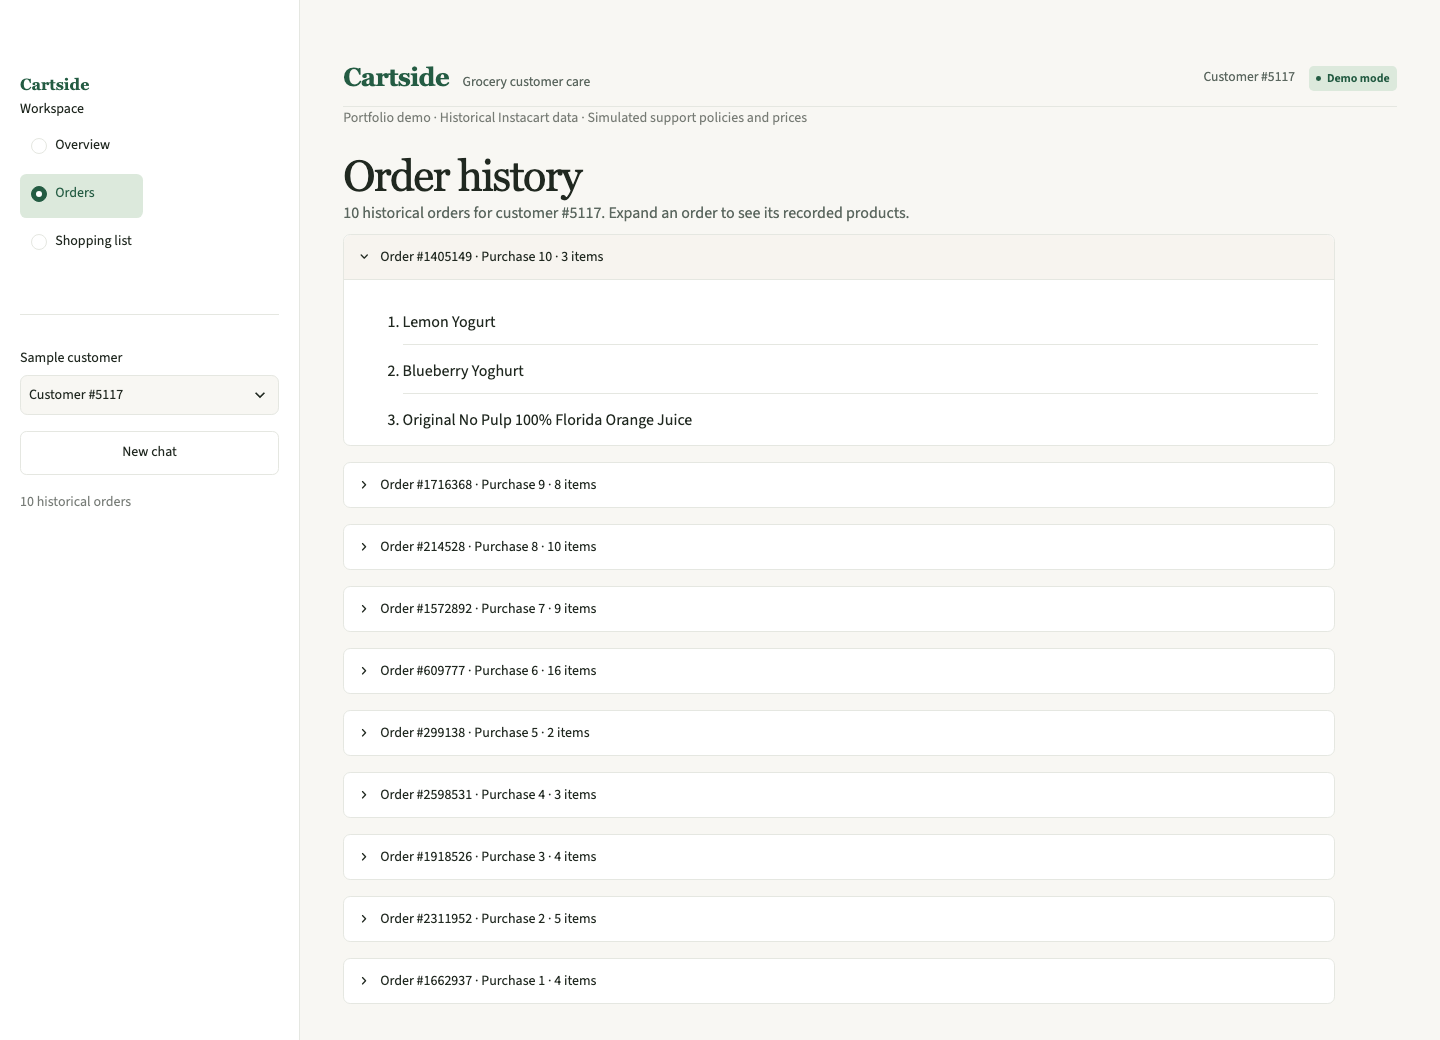 Cartside
Workspace
Overview
Orders
Shopping list
Sample customer
Customer #5117
New chat
10 historical orders
Cartside Grocery customer care
Customer #5117 • Demo mode
Portfolio demo · Historical Instacart data · Simulated support policies and prices
Order history
10 historical orders for customer #5117. Expand an order to see its recorded products.
Order #1405149 · Purchase 10 · 3 items
1. Lemon Yogurt
2. Blueberry Yoghurt
3. Original No Pulp 100% Florida Orange Juice
Order #1716368 · Purchase 9 · 8 items
Order #214528 · Purchase 8 · 10 items
Order #1572892 · Purchase 7 · 9 items
Order #609777 · Purchase 6 · 16 items
Order #299138 · Purchase 5 · 2 items
Order #2598531 · Purchase 4 · 3 items
Order #1918526 · Purchase 3 · 4 items
Order #2311952 · Purchase 2 · 5 items
Order #1662937 · Purchase 1 · 4 items